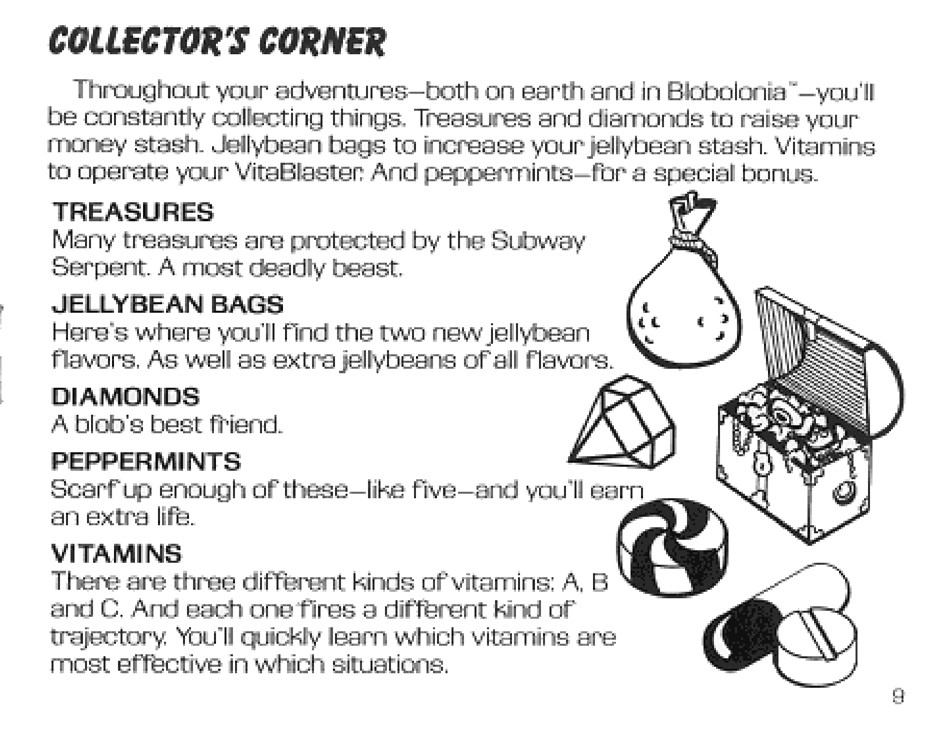 COLLECTOR'S CORNER
Throughout your adventures—both on earth and in Blobolonia™—you'll
be constantly collecting things. Treasures and diamonds to raise your
money stash. Jellybean bags to increase your jellybean stash. Vitamins
to operate your VitaBlaster. And peppermints—for a special bonus.
TREASURES
Many treasures are protected by the Subway
Serpent. A most deadly beast.
JELLYBEAN BAGS
Here's where you'll find the two new jellybean
flavors. As well as extra jellybeans of all flavors.
DIAMONDS
A blob's best friend.
PEPPERMINTS
Scarf up enough of these—like five—and you'll earn
an extra life.
VITAMINS
There are three different kinds of vitamins: A, B
and C. And each one fires a different kind of
trajectory. You'll quickly learn which vitamins are
most effective in which situations.
9